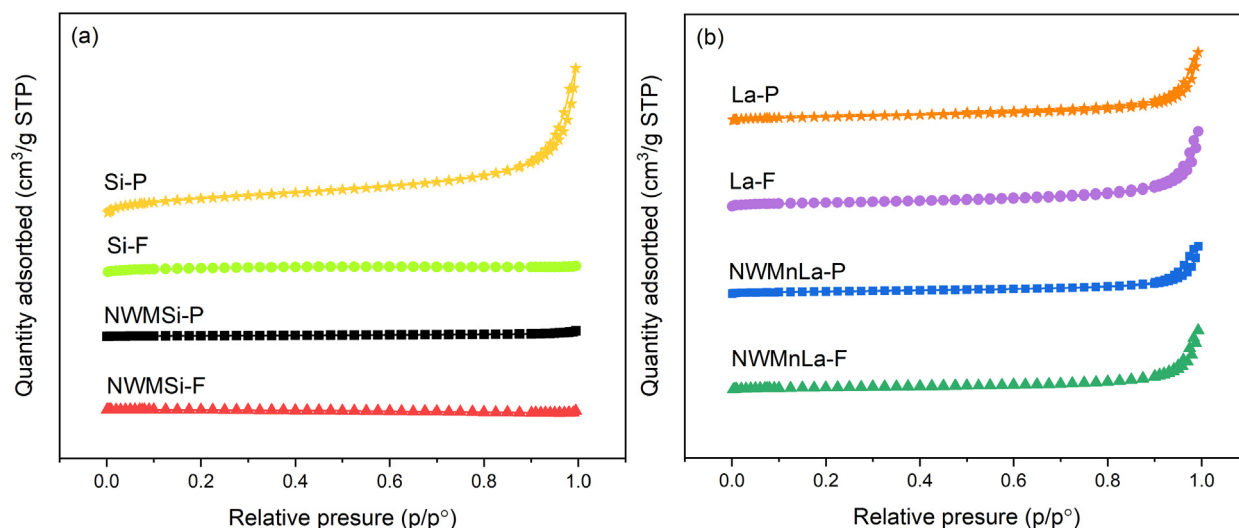 (a)
Quantity adsorbed (cm³/g STP)
Si-P
Si-F
NWMSi-P
NWMSi-F
0.0 0.2 0.4 0.6 0.8 1.0
Relative presure (p/p°)
(b)
Quantity adsorbed (cm³/g STP)
La-P
La-F
NWMnLa-P
NWMnLa-F
0.0 0.2 0.4 0.6 0.8 1.0
Relative presure (p/p°)